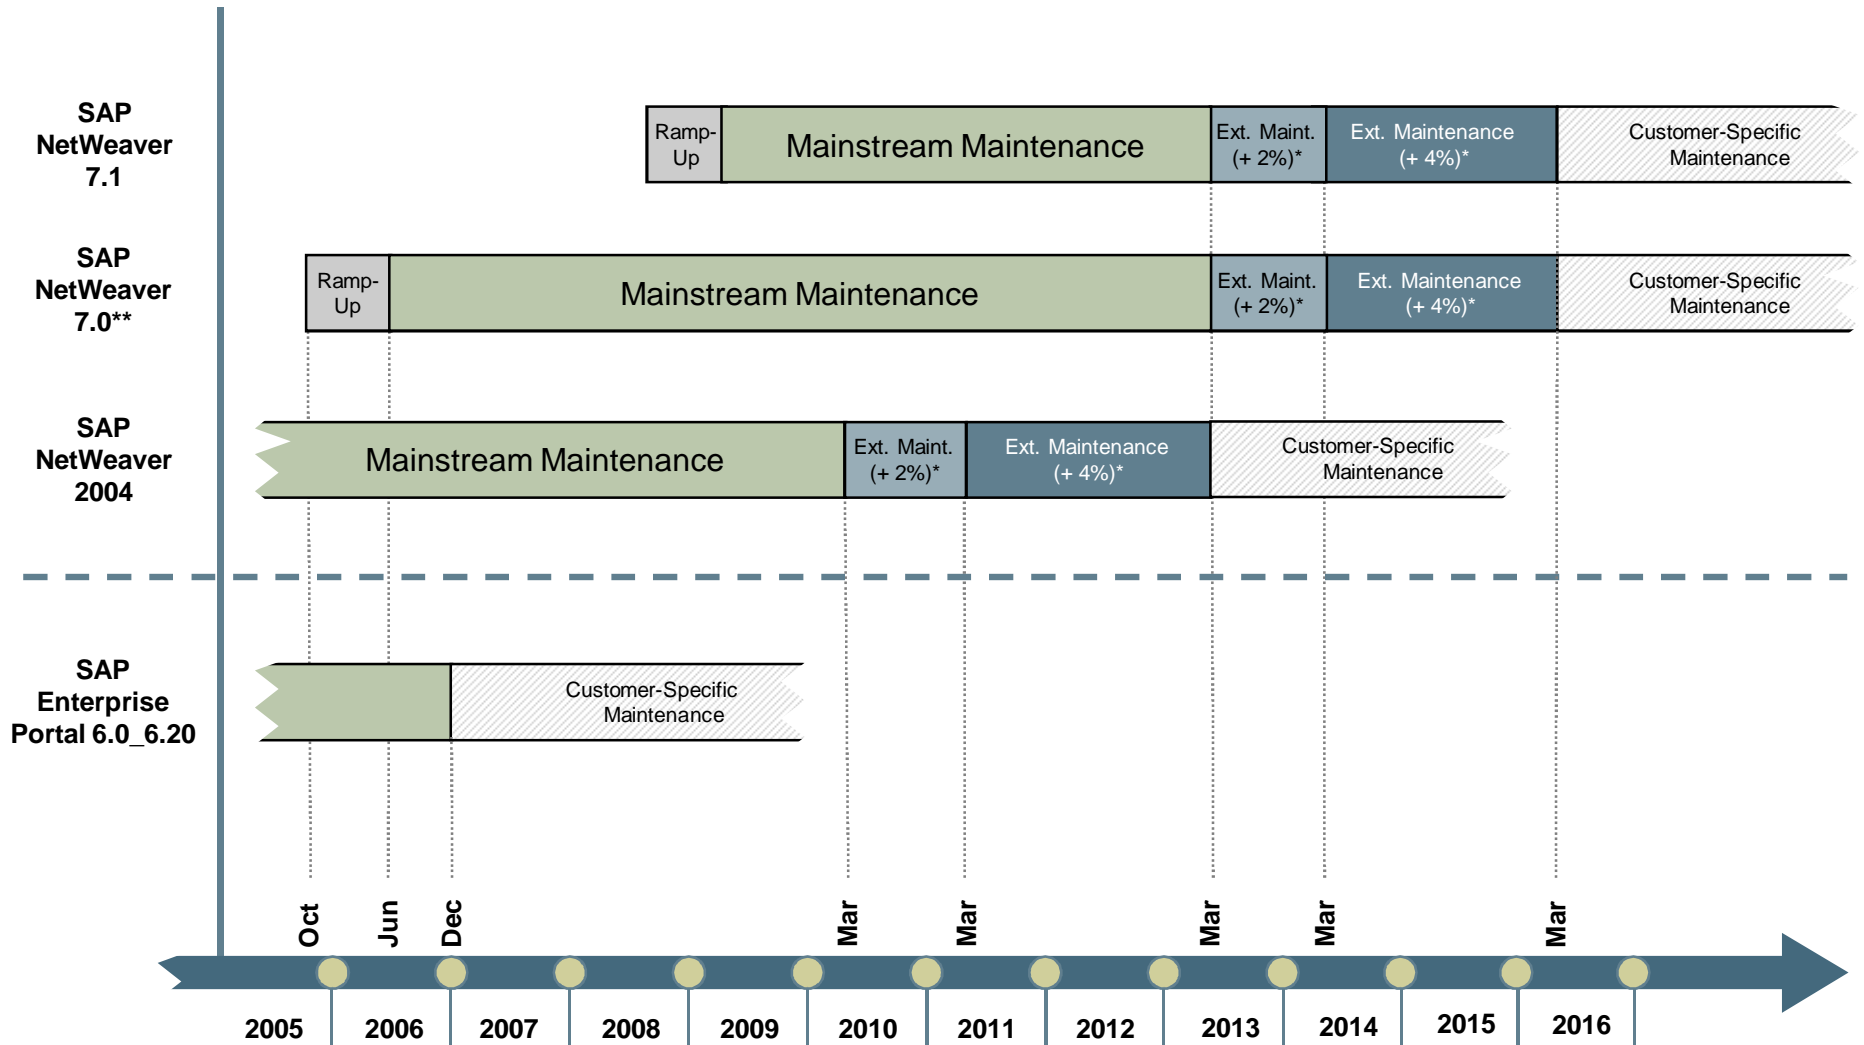 SAP
NetWeaver
7.1
Ramp-
Up
Mainstream Maintenance
Ext. Maint.
(+ 2%)*
Ext. Maintenance
(+ 4%)*
Customer-Specific
Maintenance
SAP
NetWeaver
7.0**
Ramp-
Up
Mainstream Maintenance
Ext. Maint.
(+ 2%)*
Ext. Maintenance
(+ 4%)*
Customer-Specific
Maintenance
SAP
NetWeaver
2004
Mainstream Maintenance
Ext. Maint.
(+ 2%)*
Ext. Maintenance
(+ 4%)*
Customer-Specific
Maintenance
SAP
Enterprise
Portal 6.0_6.20
Customer-Specific
Maintenance
Oct
Jun
Dec
Mar
Mar
Mar
Mar
Mar
2005
2006
2007
2008
2009
2010
2011
2012
2013
2014
2015
2016